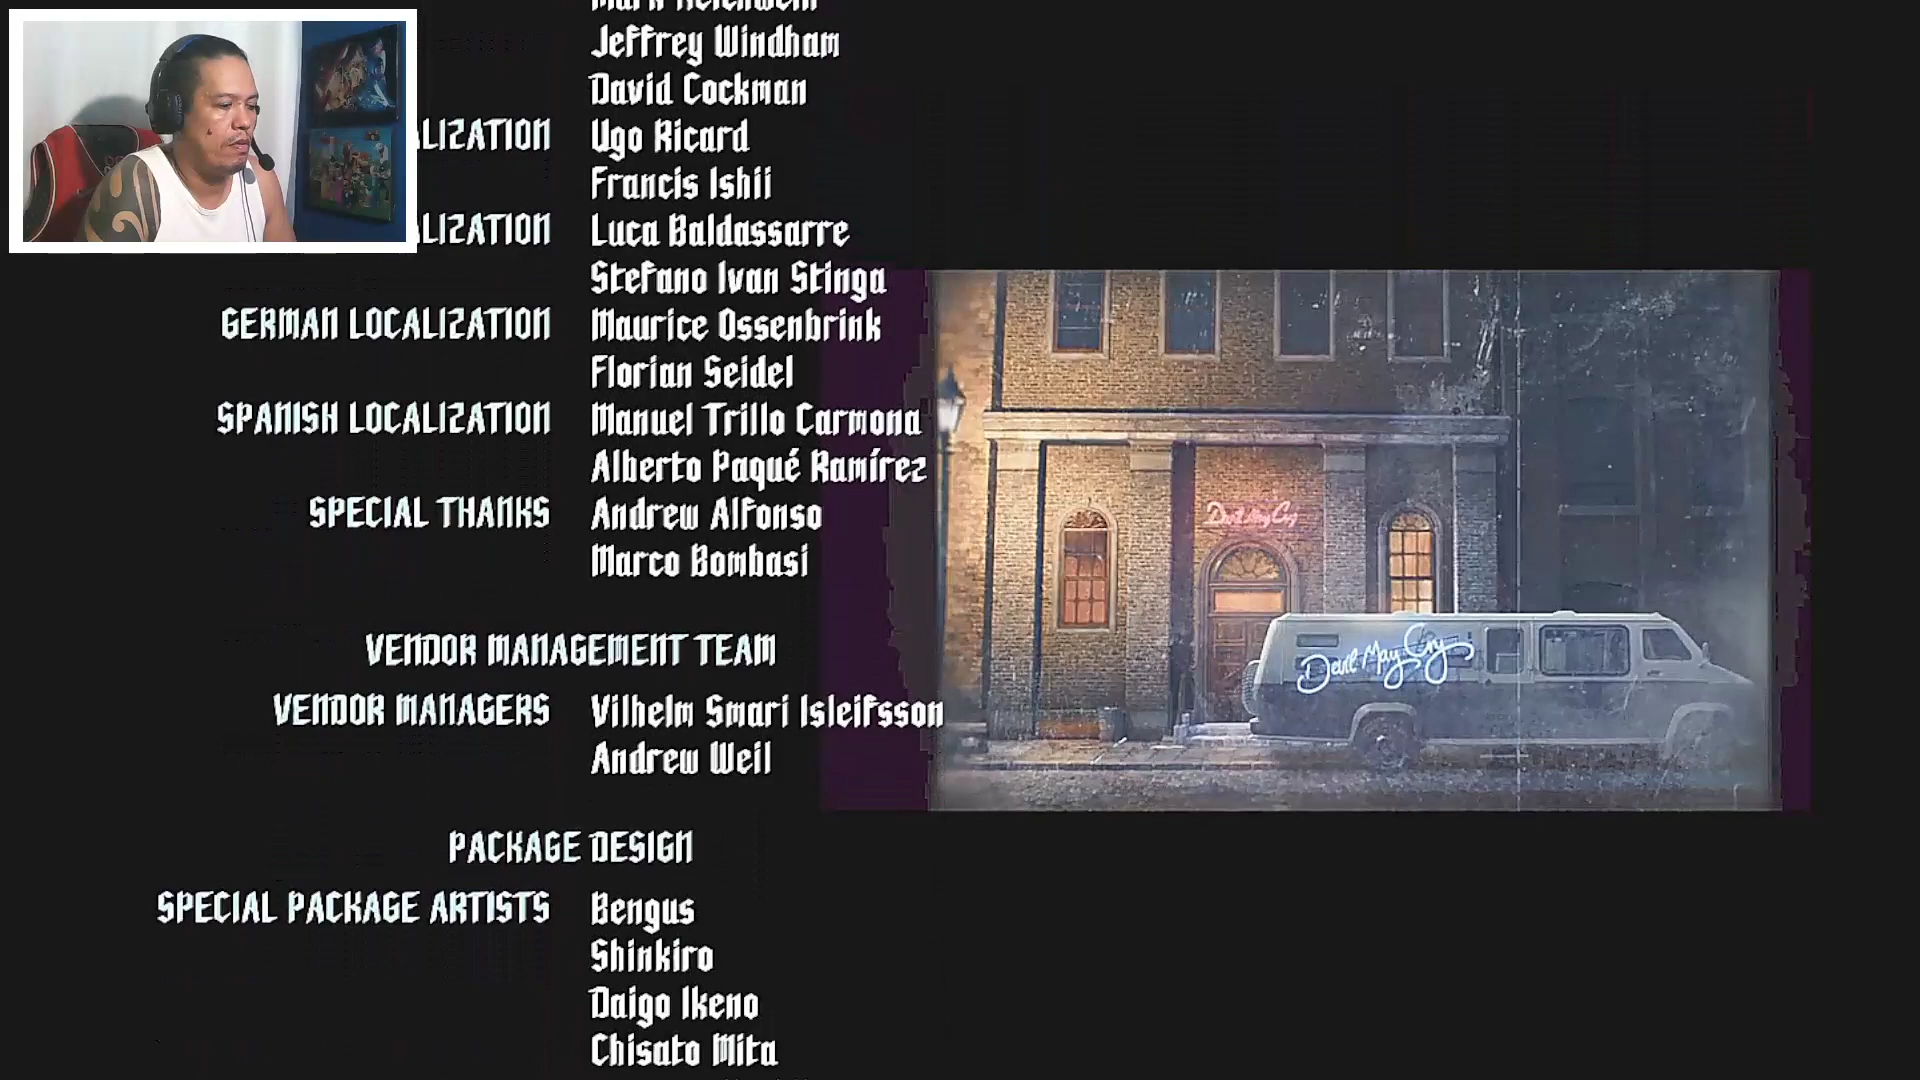 Jeffrey Windham
David Cockman
ALIZATION Ugo Ricard
Francis Ishii
ALIZATION Luca Baldassarre
Stefano Ivan Stinga
GERMAN LOCALIZATION Maurice Ossenbrink
Florian Seidel
SPANISH LOCALIZATION Manuel Trillo Carmona
Alberto Paqué Ramírez
SPECIAL THANKS Andrew Alfonso
Marco Bombasi
Devil May Cry
Devil May Cry
VENDOR MANAGEMENT TEAM
VENDOR MANAGERS Vilhelm Smari Isleifsson
Andrew Weil
PACKAGE DESIGN
SPECIAL PACKAGE ARTISTS Bengus
Shinkiro
Daigo Ikeno
Chisato Mita